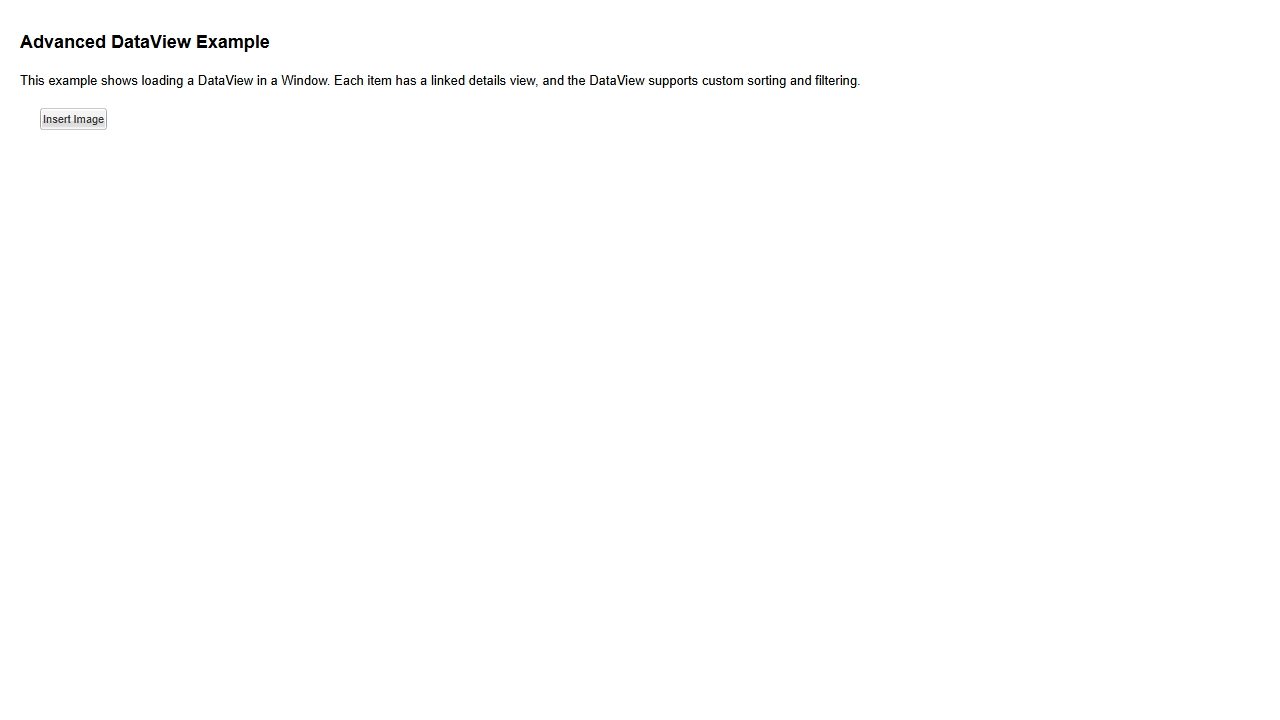 Advanced DataView Example
This example shows loading a DataView in a Window. Each item has a linked details view, and the DataView supports custom sorting and filtering.
Insert Image